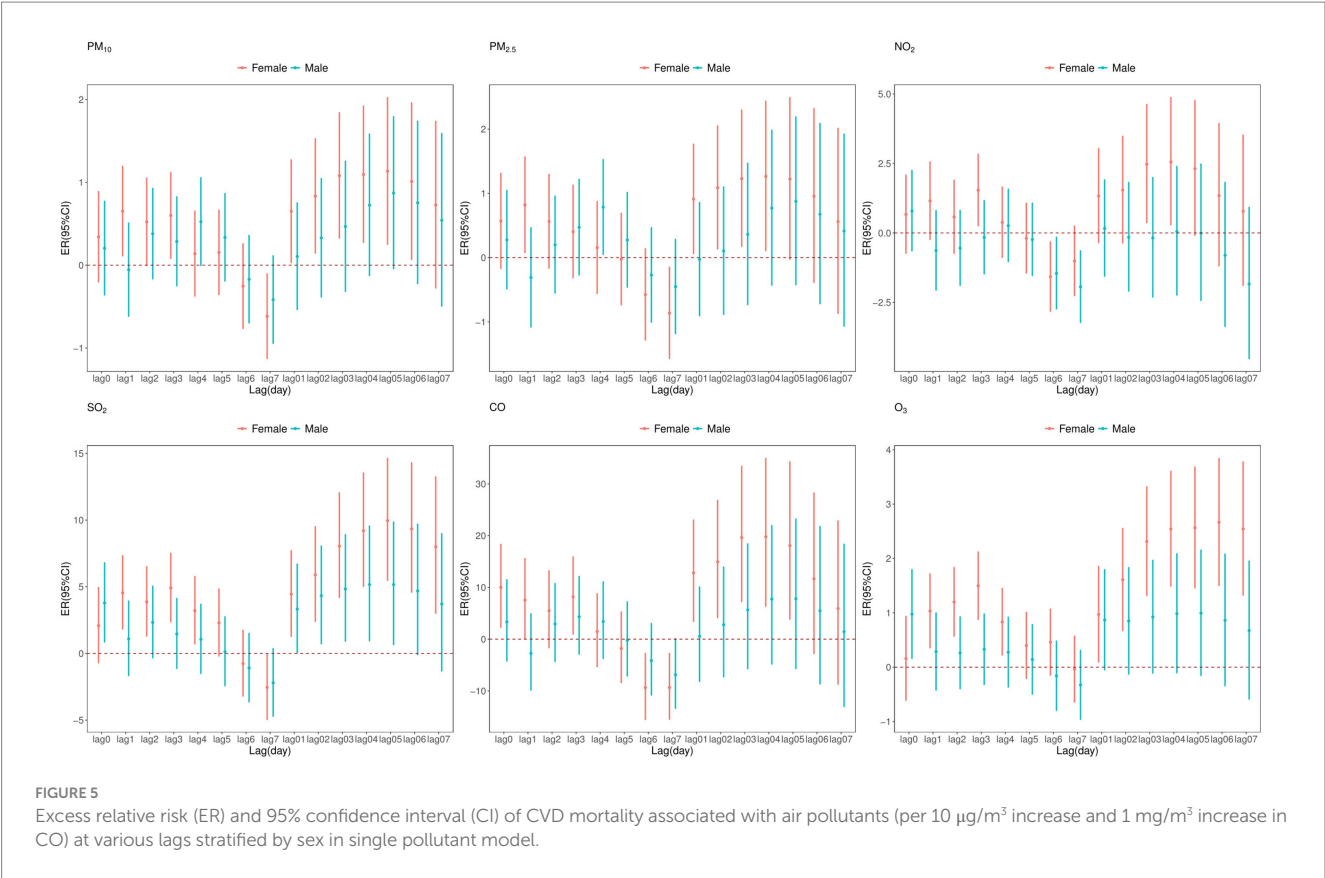 PM10
Female Male
ER(95%CI)
2
1
0
−1
lag0 lag1 lag2 lag3 lag4 lag5 lag6 lag7 lag01 lag02 lag03 lag04 lag05 lag06 lag07
Lag(day)
PM2.5
Female Male
ER(95%CI)
2
1
0
−1
lag0 lag1 lag2 lag3 lag4 lag5 lag6 lag7 lag01 lag02 lag03 lag04 lag05 lag06 lag07
Lag(day)
NO2
Female Male
ER(95%CI)
5.0
2.5
0.0
−2.5
lag0 lag1 lag2 lag3 lag4 lag5 lag6 lag7 lag01 lag02 lag03 lag04 lag05 lag06 lag07
Lag(day)
SO2
Female Male
ER(95%CI)
15
10
5
0
−5
lag0 lag1 lag2 lag3 lag4 lag5 lag6 lag7 lag01 lag02 lag03 lag04 lag05 lag06 lag07
Lag(day)
CO
Female Male
ER(95%CI)
30
20
10
0
−10
lag0 lag1 lag2 lag3 lag4 lag5 lag6 lag7 lag01 lag02 lag03 lag04 lag05 lag06 lag07
Lag(day)
O3
Female Male
ER(95%CI)
4
3
2
1
0
−1
lag0 lag1 lag2 lag3 lag4 lag5 lag6 lag7 lag01 lag02 lag03 lag04 lag05 lag06 lag07
Lag(day)
FIGURE 5
Excess relative risk (ER) and 95% confidence interval (CI) of CVD mortality associated with air pollutants (per 10 μg/m³ increase and 1 mg/m³ increase in
CO) at various lags stratified by sex in single pollutant model.